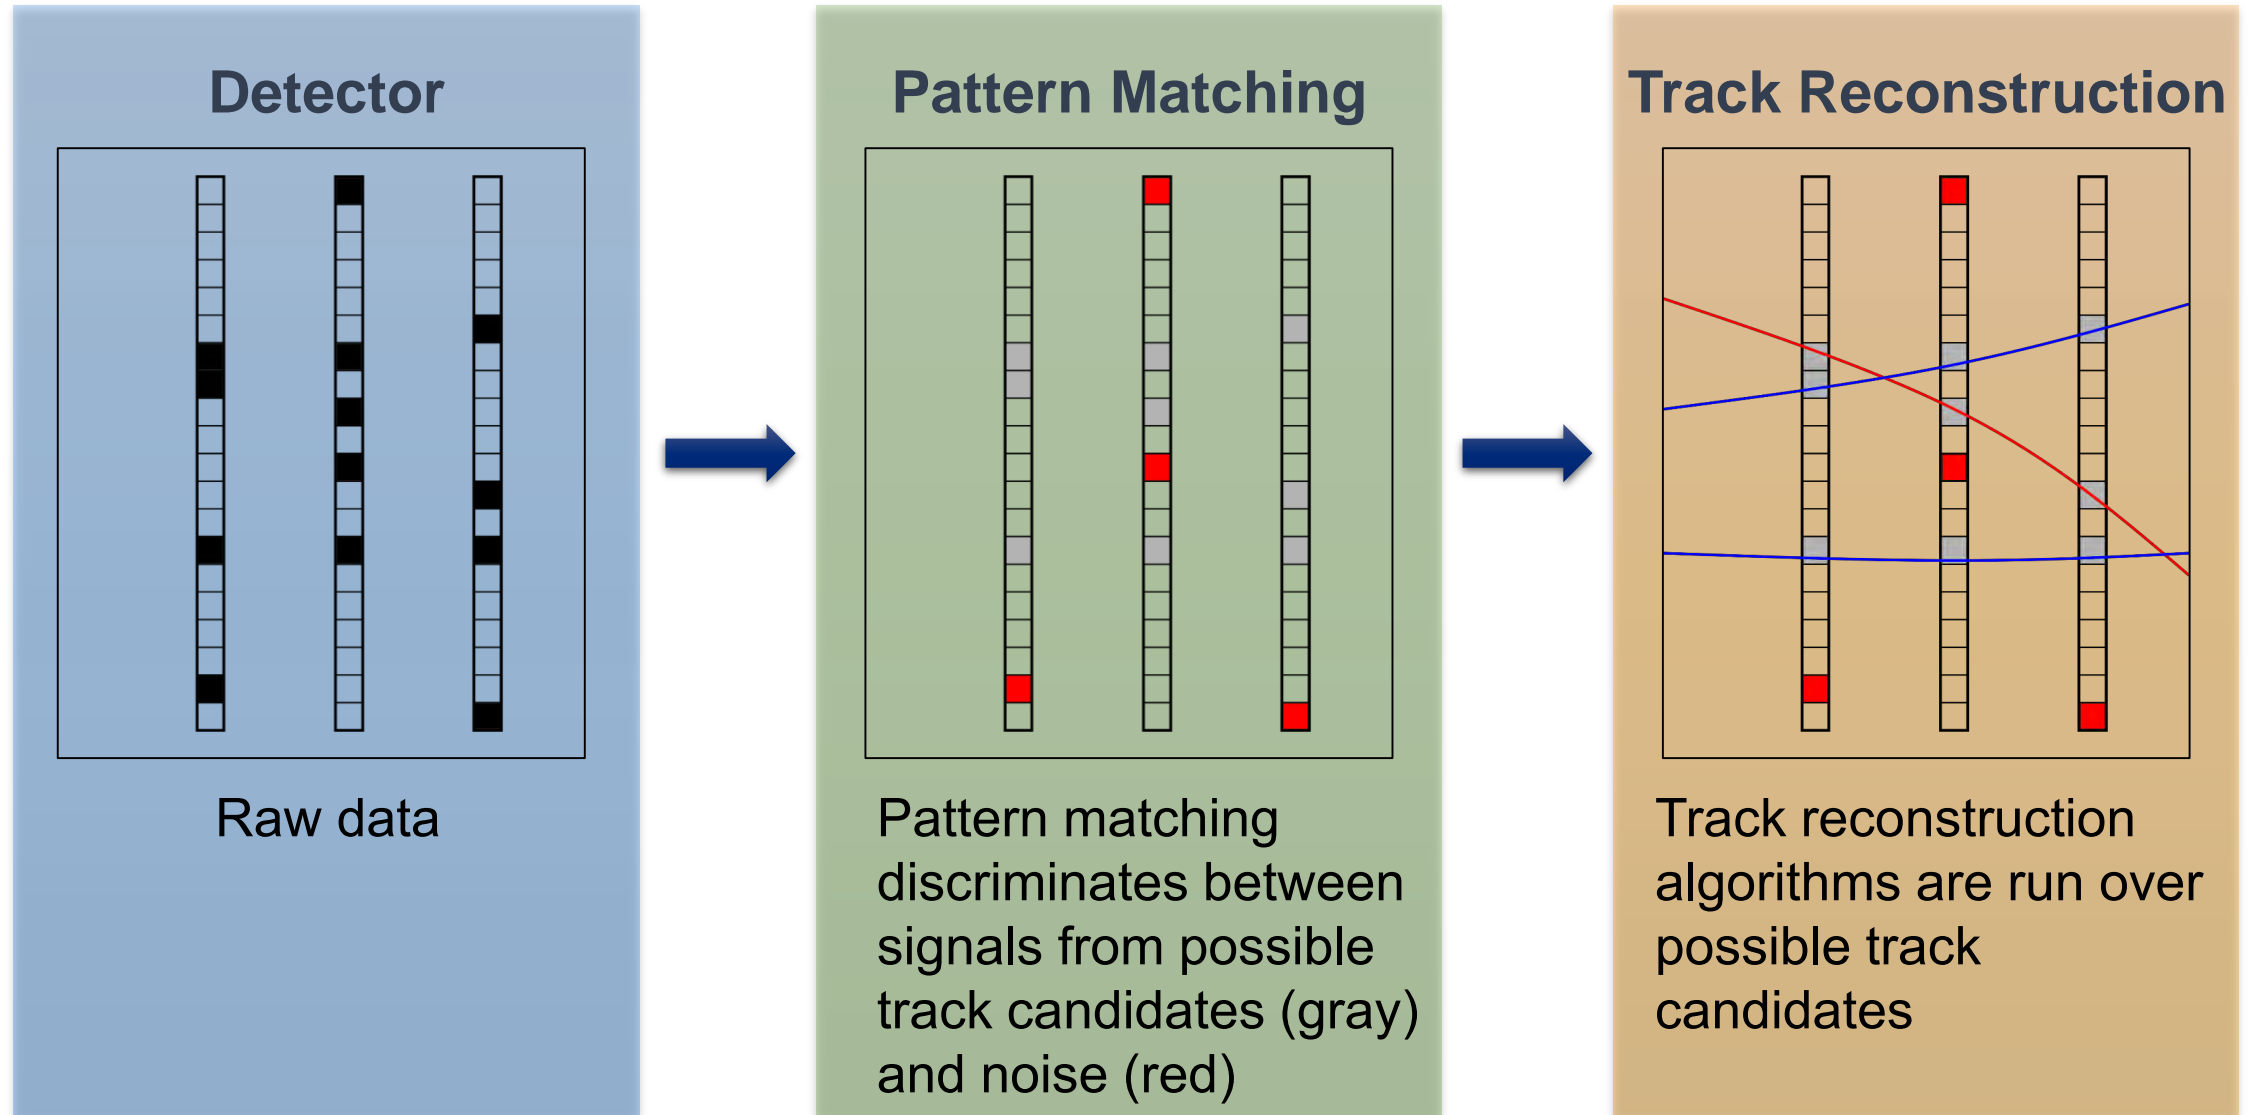 Detector
Raw data
Pattern Matching
Pattern matching
discriminates between
signals from possible
track candidates (gray)
and noise (red)
Track Reconstruction
Track reconstruction
algorithms are run over
possible track
candidates